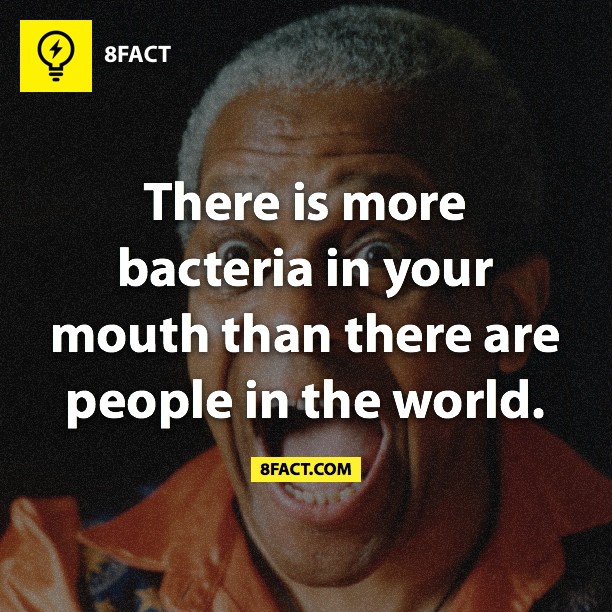 8FACT
There is more
bacteria in your
mouth than there are
people in the world.
8FACT.COM